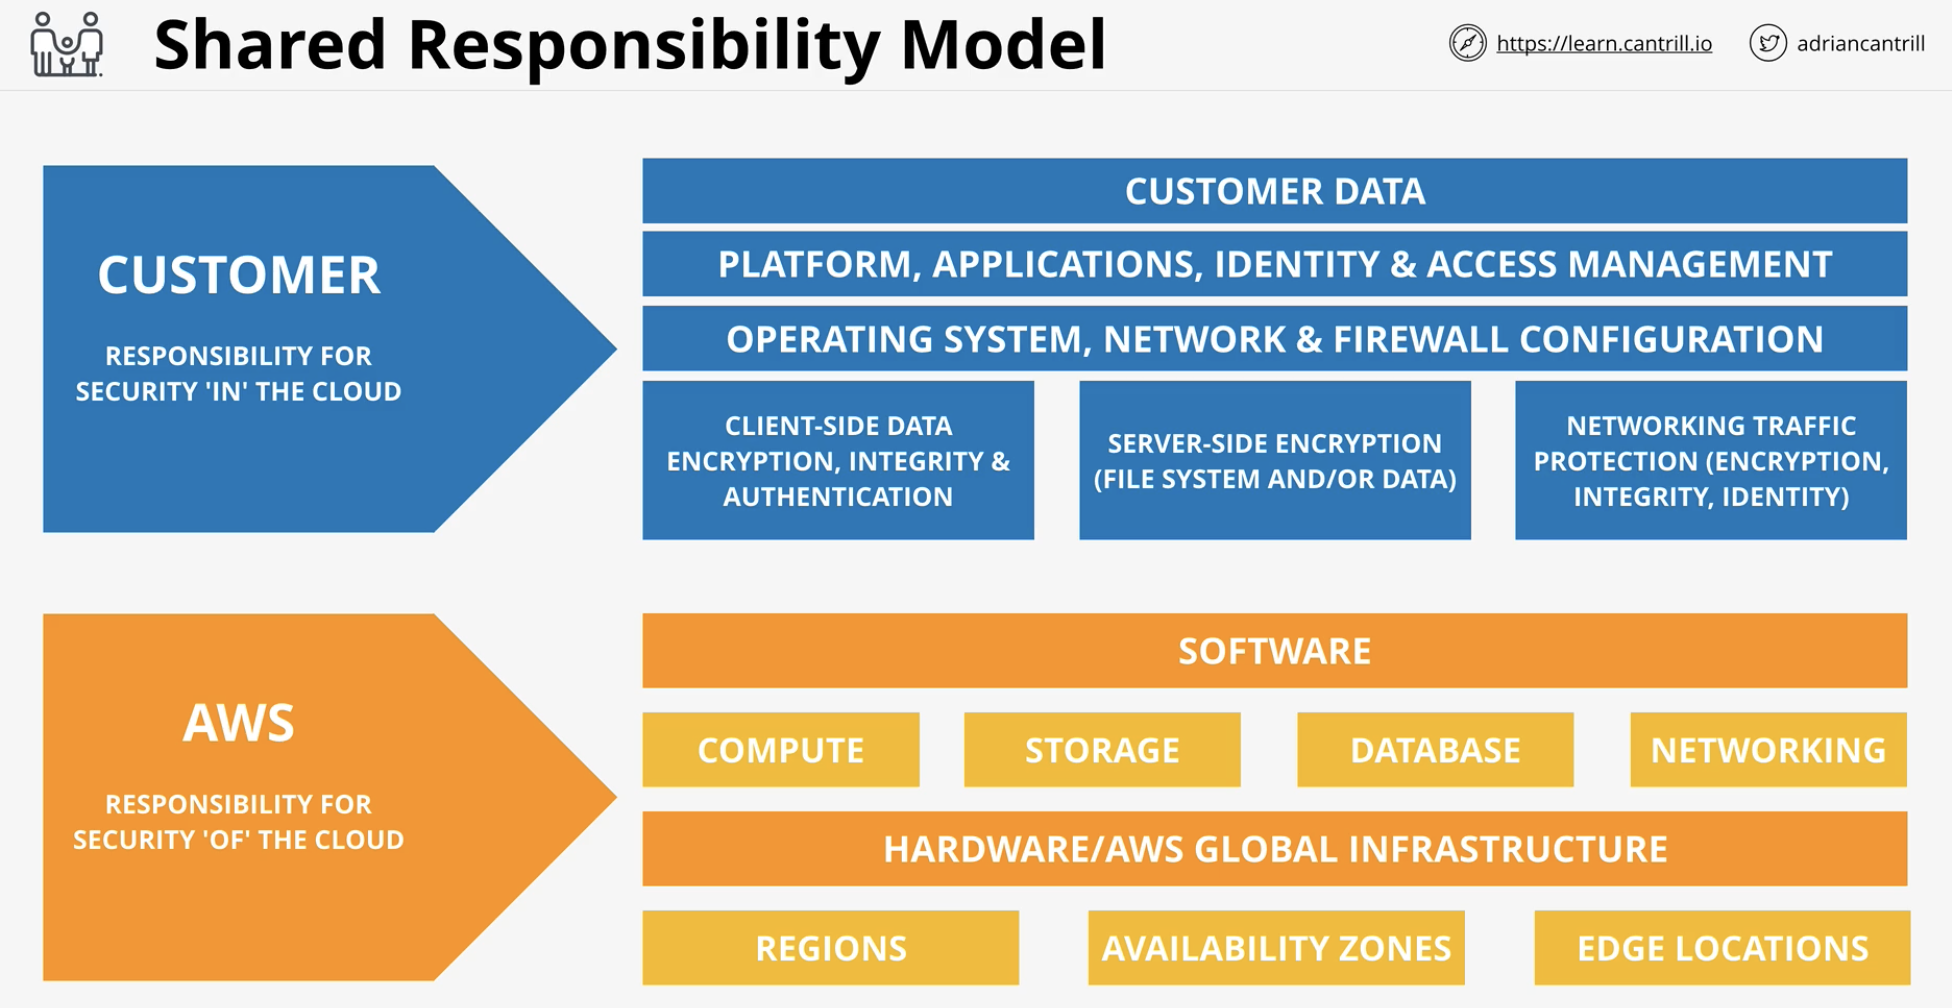 Shared Responsibility Model
https://learn.cantrill.io
adriancantrill
CUSTOMER
RESPONSIBILITY FOR
SECURITY 'IN' THE CLOUD
CUSTOMER DATA
PLATFORM, APPLICATIONS, IDENTITY & ACCESS MANAGEMENT
OPERATING SYSTEM, NETWORK & FIREWALL CONFIGURATION
CLIENT-SIDE DATA
ENCRYPTION, INTEGRITY &
AUTHENTICATION
SERVER-SIDE ENCRYPTION
(FILE SYSTEM AND/OR DATA)
NETWORKING TRAFFIC
PROTECTION (ENCRYPTION,
INTEGRITY, IDENTITY)
AWS
RESPONSIBILITY FOR
SECURITY 'OF' THE CLOUD
SOFTWARE
COMPUTE
STORAGE
DATABASE
NETWORKING
HARDWARE/AWS GLOBAL INFRASTRUCTURE
REGIONS
AVAILABILITY ZONES
EDGE LOCATIONS